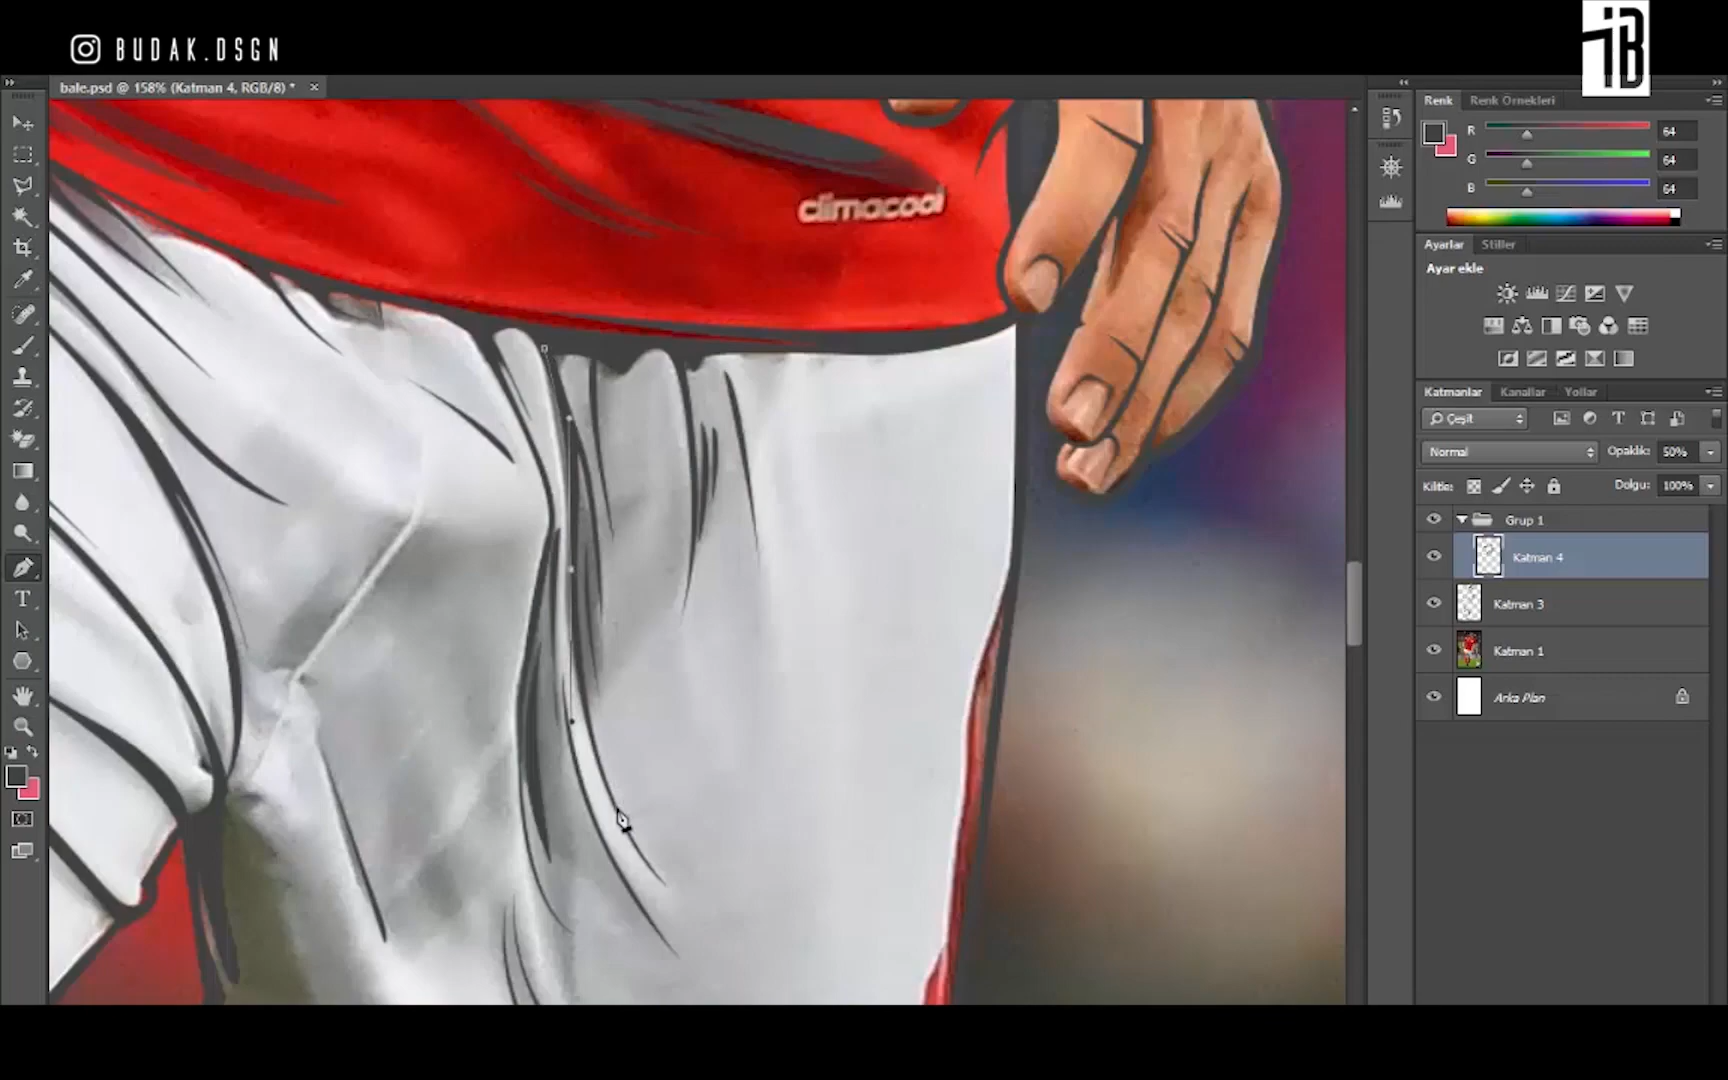 BUDAK.DSGN
iB
bale.psd @ 158% (Katman 4, RGB/8) *
Renk
Renk Örnekleri
R
64
G
64
B
64
Ayarlar
Stiller
Ayar ekle
Katmanlar
Kanallar
Yollar
Çeşit
Normal
Opaklık: 50%
Kilitle:
Dolgu: 100%
Grup 1
Katman 4
Katman 3
Katman 1
Arka Plan
climacool